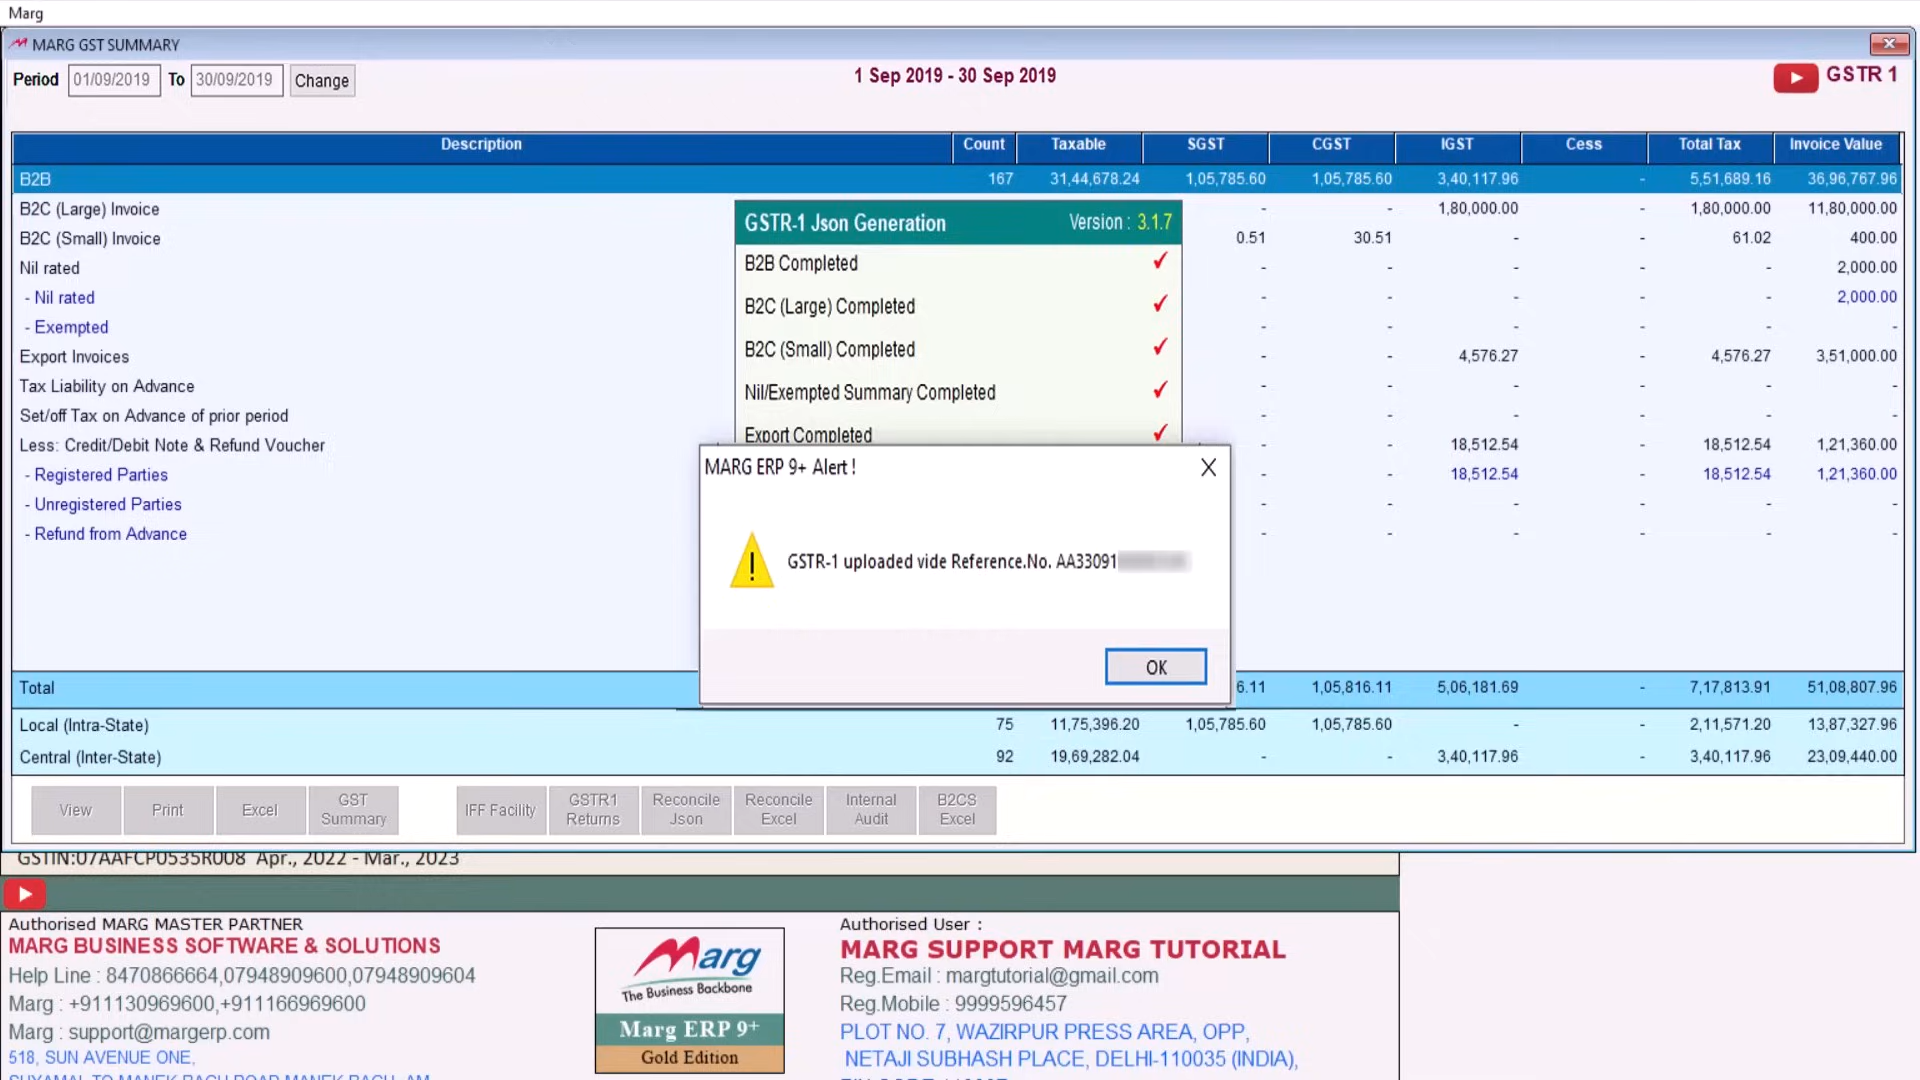 Marg
MARG GST SUMMARY
Period 01/09/2019 To 30/09/2019 Change
1 Sep 2019 - 30 Sep 2019
GSTR 1
Description Count Taxable SGST CGST IGST Cess Total Tax Invoice Value
B2B 167 31,44,678.24 1,05,785.60 1,05,785.60 3,40,117.96 - 5,51,689.16 36,96,767.96
B2C (Large) Invoice - - 1,80,000.00 - 1,80,000.00 11,80,000.00
B2C (Small) Invoice 0.51 30.51 - - 61.02 400.00
Nil rated - - - - - 2,000.00
- Nil rated - - - - - 2,000.00
- Exempted - - - - - -
Export Invoices - - 4,576.27 - 4,576.27 3,51,000.00
Tax Liability on Advance - - - - - -
Set/off Tax on Advance of prior period - - - - - -
Less: Credit/Debit Note & Refund Voucher - - 18,512.54 - 18,512.54 1,21,360.00
- Registered Parties - - 18,512.54 - 18,512.54 1,21,360.00
- Unregistered Parties - - - - - -
- Refund from Advance - - - - - -
GSTR-1 Json Generation Version : 3.1.7
B2B Completed ✓
B2C (Large) Completed ✓
B2C (Small) Completed ✓
Nil/Exempted Summary Completed ✓
Export Completed ✓
MARG ERP 9+ Alert ! X
GSTR-1 uploaded vide Reference.No. AA33091
OK
Total 6.11 1,05,816.11 5,06,181.69 - 7,17,813.91 51,08,807.96
Local (Intra-State) 75 11,75,396.20 1,05,785.60 1,05,785.60 - - 2,11,571.20 13,87,327.96
Central (Inter-State) 92 19,69,282.04 - - 3,40,117.96 - 3,40,117.96 23,09,440.00
View
Print
Excel
GST
Summary
IFF Facility
GSTR1
Returns
Reconcile
Json
Reconcile
Excel
Internal
Audit
B2CS
Excel
GSTIN:07AAFCP0535R008 Apr., 2022 - Mar., 2023
Authorised MARG MASTER PARTNER
MARG BUSINESS SOFTWARE & SOLUTIONS
Help Line : 8470866664,07948909600,07948909604
Marg : +911130969600,+911166969600
Marg : support@margerp.com
518, SUN AVENUE ONE,
Marg
The Business Backbone
Marg ERP 9+
Gold Edition
Authorised User :
MARG SUPPORT MARG TUTORIAL
Reg.Email : margtutorial@gmail.com
Reg.Mobile : 9999596457
PLOT NO. 7, WAZIRPUR PRESS AREA, OPP,
NETAJI SUBHASH PLACE, DELHI-110035 (INDIA),